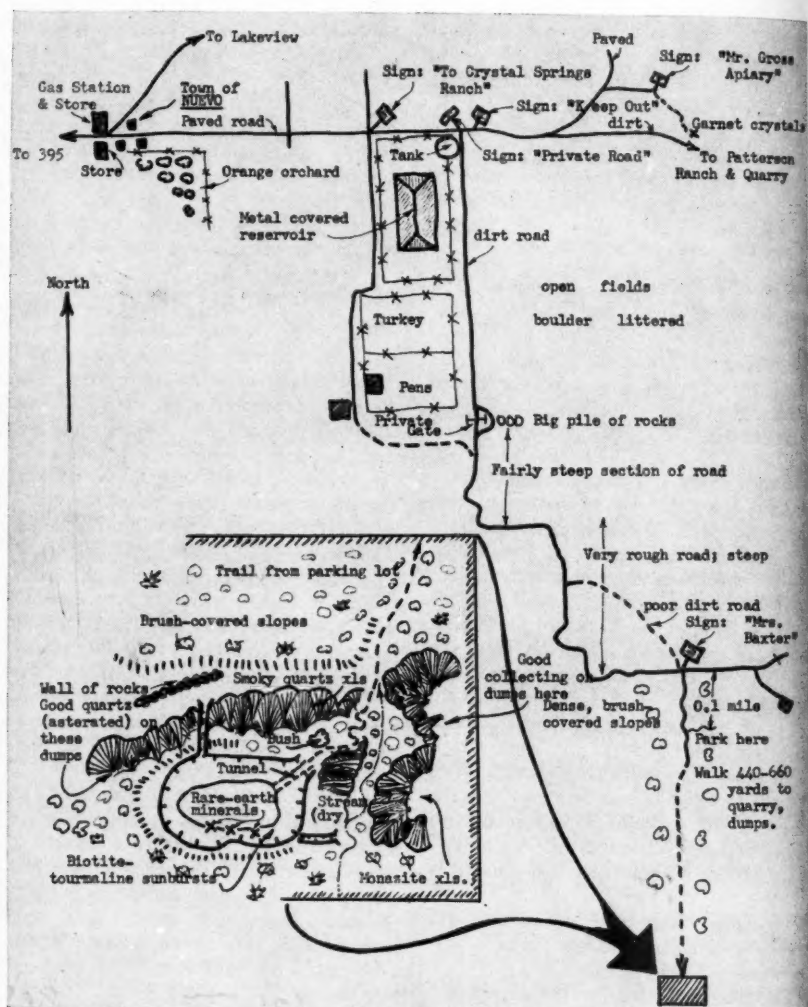 To Lakeview
Paved
Gas Station
& Store
Town of
NUEVO
Sign: "To Crystal Springs
Ranch"
Sign: "Mr. Gross
Apiary"
Paved road
Sign: "Keep Out"
dirt
Garnet crystals
To 395
Store
Orange orchard
Tank
Sign: "Private Road"
To Patterson
Ranch & Quarry
Metal covered
reservoir
dirt road
North
open fields
boulder littered
Turkey
Pens
Private
Gate
Big pile of rocks
Fairly steep section of road
Very rough road; steep
poor dirt road
Sign: "Mrs.
Baxter"
Trail from parking lot
Brush-covered slopes
Good
collecting on
dumps here
Dense, brush-
covered slopes
0.1 mile
Park here
Walk 440-660
yards to
quarry,
dumps.
Wall of rocks
Good quartz
(asterated) on
these
dumps
Smoky quartz xls
Bush
Tunnel
Rare-earth
minerals
Stream
(dry)
Biotite-
tourmaline sunbursts
Monazite xls.